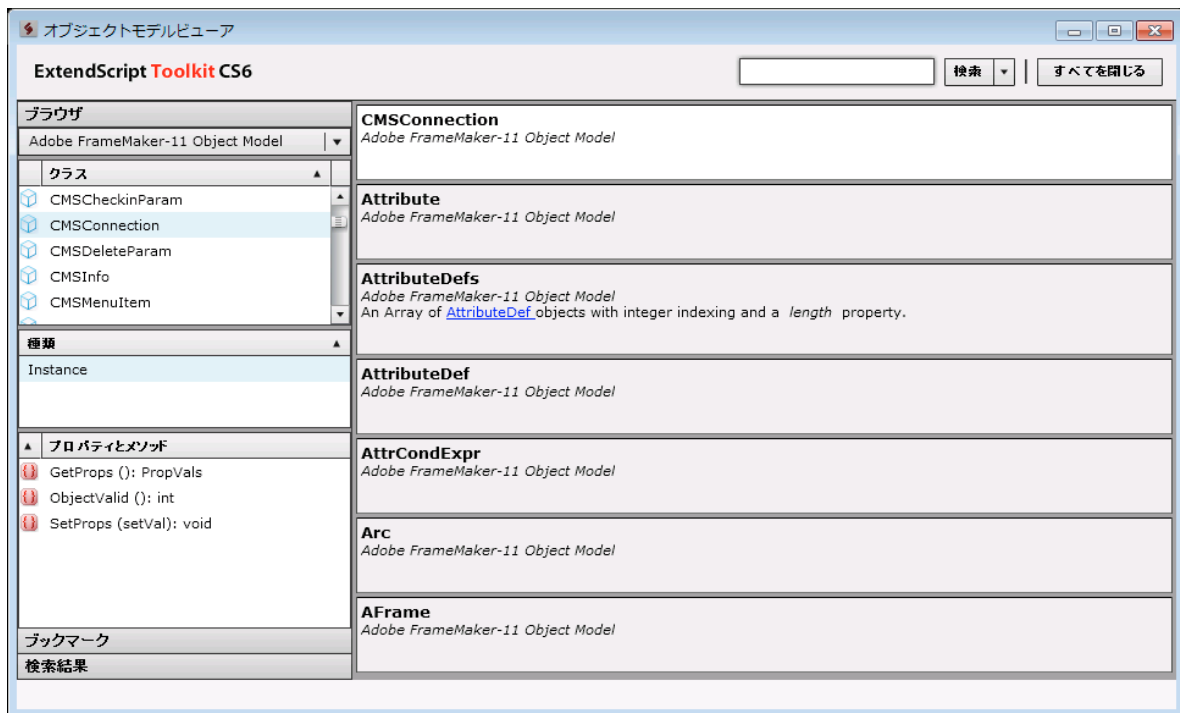 オブジェクトモデルビューア
ExtendScript Toolkit CS6
検索
すべてを閉じる
ブラウザ
Adobe FrameMaker-11 Object Model
クラス
CMSCheckinParam
CMSConnection
CMSDeleteParam
CMSInfo
CMSMenuItem
種類
Instance
プロパティとメソッド
GetProps (): PropVals
ObjectValid (): int
SetProps (setVal): void
ブックマーク
検索結果
CMSConnection
Adobe FrameMaker-11 Object Model
Attribute
Adobe FrameMaker-11 Object Model
AttributeDefs
Adobe FrameMaker-11 Object Model
An Array of AttributeDef objects with integer indexing and a length property.
AttributeDef
Adobe FrameMaker-11 Object Model
AttrCondExpr
Adobe FrameMaker-11 Object Model
Arc
Adobe FrameMaker-11 Object Model
AFrame
Adobe FrameMaker-11 Object Model